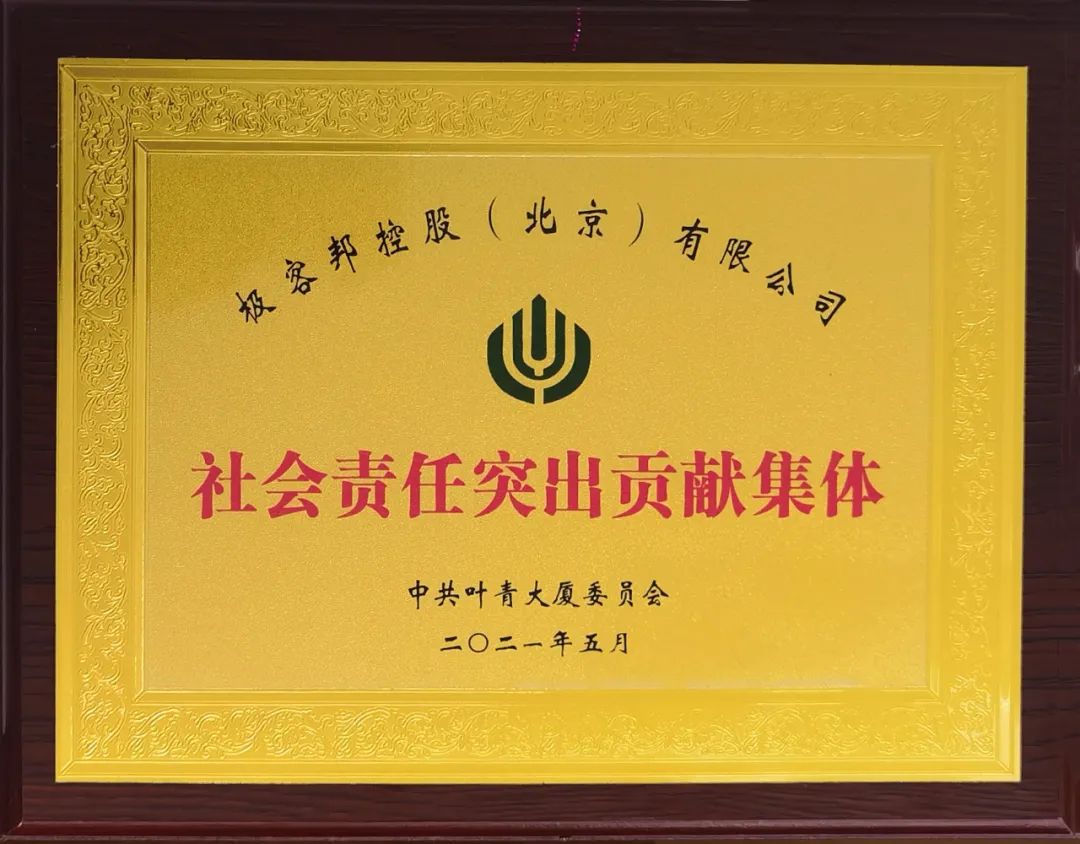 极客邦控股（北京）有限公司
社会责任突出贡献集体
中共叶青大厦委员会
二〇二一年五月